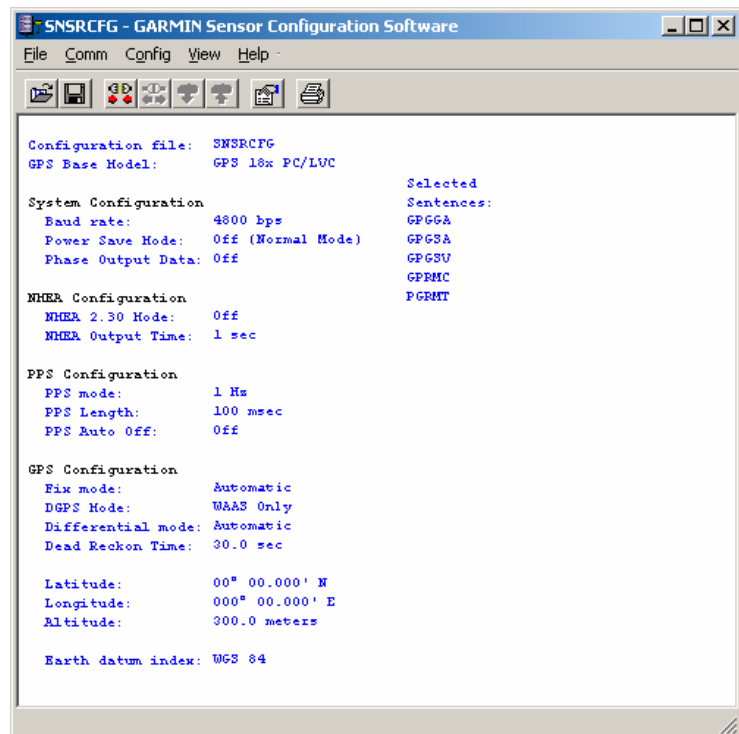 SNSRCFG - GARMIN Sensor Configuration Software
File Comm Config View Help
Configuration file: SNSRCFG
GPS Base Model: GPS 18x PC/LVC
Selected
System Configuration Sentences:
Baud rate: 4800 bps GPGGA
Power Save Mode: Off (Normal Mode) GPGSA
Phase Output Data: Off GPGSV
GPRMC
NMEA Configuration PGRMT
NMEA 2.30 Mode: Off
NMEA Output Time: 1 sec
PPS Configuration
PPS mode: 1 Hz
PPS Length: 100 msec
PPS Auto Off: Off
GPS Configuration
Fix mode: Automatic
DGPS Mode: WAAS Only
Differential mode: Automatic
Dead Reckon Time: 30.0 sec
Latitude: 00° 00.000' N
Longitude: 000° 00.000' E
Altitude: 300.0 meters
Earth datum index: WGS 84